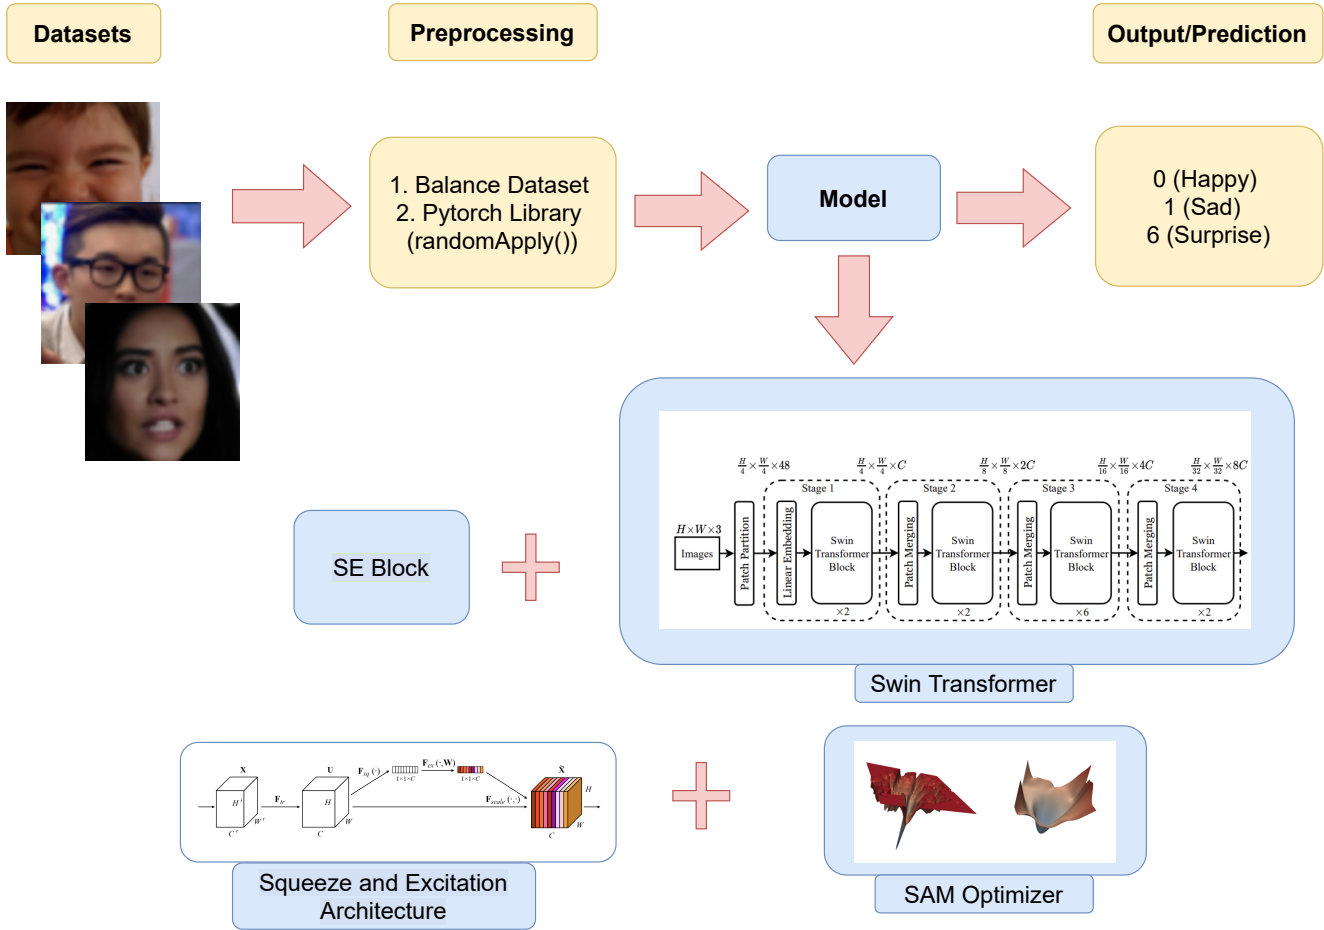 Datasets
Preprocessing
Output/Prediction
1. Balance Dataset
2. Pytorch Library
(randomApply())
Model
0 (Happy)
1 (Sad)
6 (Surprise)
H/4 × W/4 × 48
H/4 × W/4 × C
H/8 × W/8 × 2C
H/16 × W/16 × 4C
H/32 × W/32 × 8C
Stage 1
Stage 2
Stage 3
Stage 4
H×W×3
Images
Patch Partition
Linear Embedding
Swin
Transformer
Block
×2
Patch Merging
Swin
Transformer
Block
×2
Patch Merging
Swin
Transformer
Block
×6
Patch Merging
Swin
Transformer
Block
×2
SE Block
Swin Transformer
X
H'
W'
C'
F_tr
U
H
W
C
F_sq (·)
1×1×C
F_ex (·,W)
1×1×C
F_scale (·,·)
X̃
H
W
C
Squeeze and Excitation
Architecture
SAM Optimizer